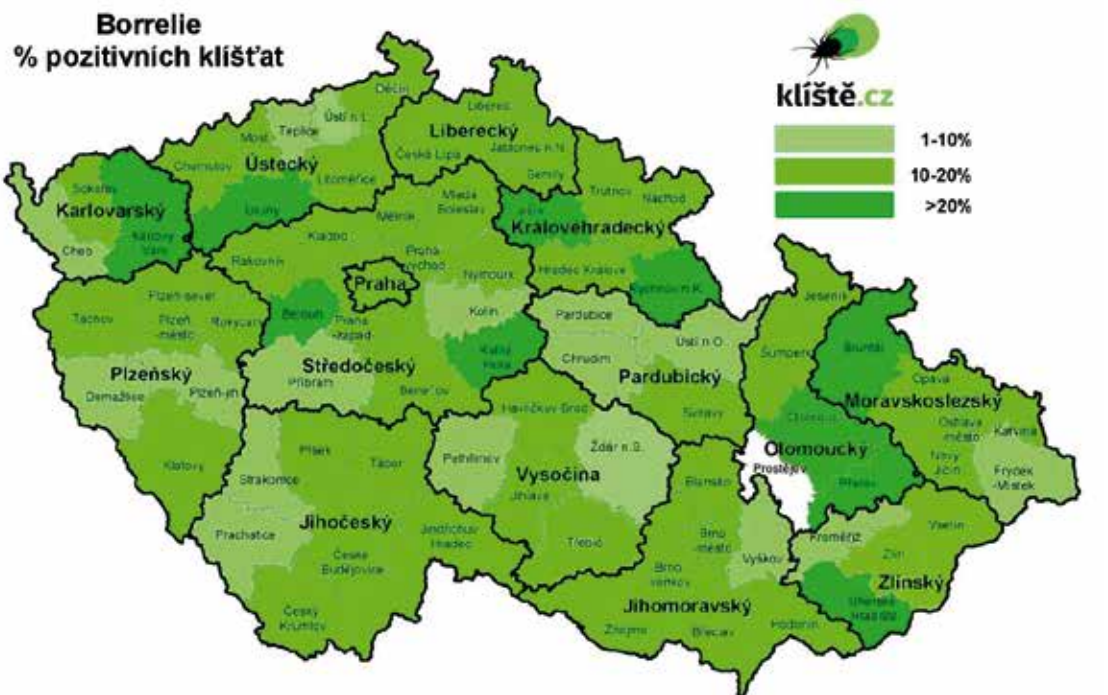 Borrelie
% pozitivních klíšťat
klíště.cz
1-10%
10-20%
>20%
Děčín
Liberec
Ústí n L.
Teplice
Liberecký
Most
Jablonec n.N.
Česká Lípa
Chomutov
Ústecký
Semily
Litoměřice
Trutnov
Náchod
Sokolov
Mladá
Boleslav
Karlovarský
Louny
Mělník
Jičín
Královehradecký
Karlovy
Vary
Cheb
Kladno
Praha
-východ
Rakovník
Nymburk
Hradec Králové
Praha
Rychnov n K.
Jeseník
Plzeň-sever
Kolín
Tachov
Plzeň
-město
Rokycany
Beroun
Praha
-západ
Pardubice
Ústí n O.
Bruntál
Šumperk
Chrudim
Kutná
Hora
Středočeský
Plzeňský
Příbram
Pardubický
Opava
Domažlice
Plzeň-jih
Benešov
Moravskoslezský
Svitavy
Olomouc
Ostrava
-město
Karviná
Havlíčkův Brod
Písek
Žďár n.S.
Olomoucký
Nový
Jičín
Klatovy
Tábor
Pelhřimov
Vysočina
Prostějov
Frýdek
-Místek
Strakonice
Přerov
Jihlava
Blansko
Jihočeský
Prachatice
Jindřichův
Hradec
Kroměříž
Vsetín
Třebíč
Brno
-město
Zlín
České
Budějovice
Vyškov
Brno
venkov
Zlínský
Uherské
Hradiště
Jihomoravský
Český
Krumlov
Znojmo
Břeclav
Hodonín